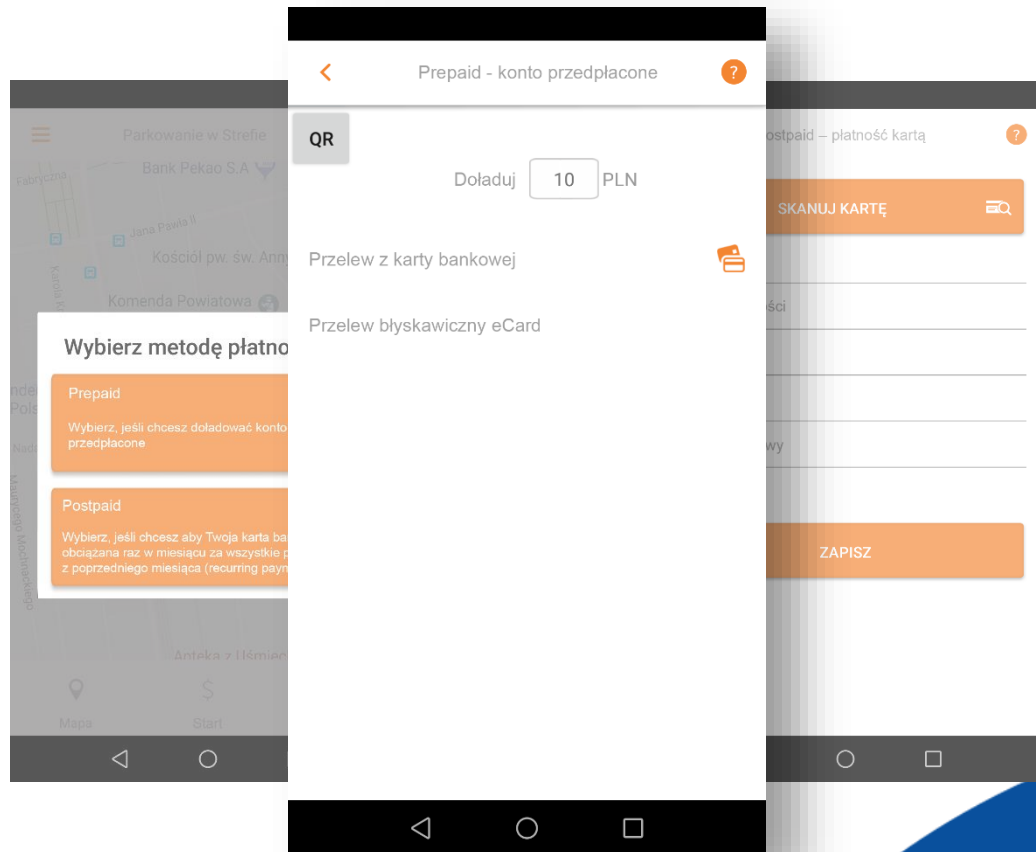 Prepaid - konto przedpłacone
?
QR
Doładuj 10 PLN
Przelew z karty bankowej
Przelew błyskawiczny eCard
Parkowanie w Strefie
Fabryczna
Bank Pekao S.A
Jana Pawła II
Kościół pw. św. Anny
Komenda Powiatowa
Wybierz metodę płatno
Prepaid
Wybierz, jeśli chcesz doładować konto
przedpłacone
Postpaid
Wybierz, jeśli chcesz aby Twoja karta ba
obciążana raz w miesiącu za wszystkie p
z poprzedniego miesiąca (recurring paym
Maurycego Mochnackiego
Apteka z Uśmiec
Mapa
$
Start
ostpaid – płatność kartą
?
SKANUJ KARTĘ
ści
wy
ZAPISZ